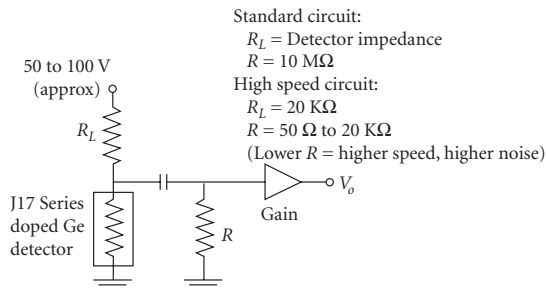 Standard circuit:
R_L = Detector impedance
R = 10 MΩ
High speed circuit:
R_L = 20 KΩ
R = 50 Ω to 20 KΩ
(Lower R = higher speed, higher noise)
50 to 100 V
(approx)
R_L
J17 Series
doped Ge
detector
R
Gain
V_o